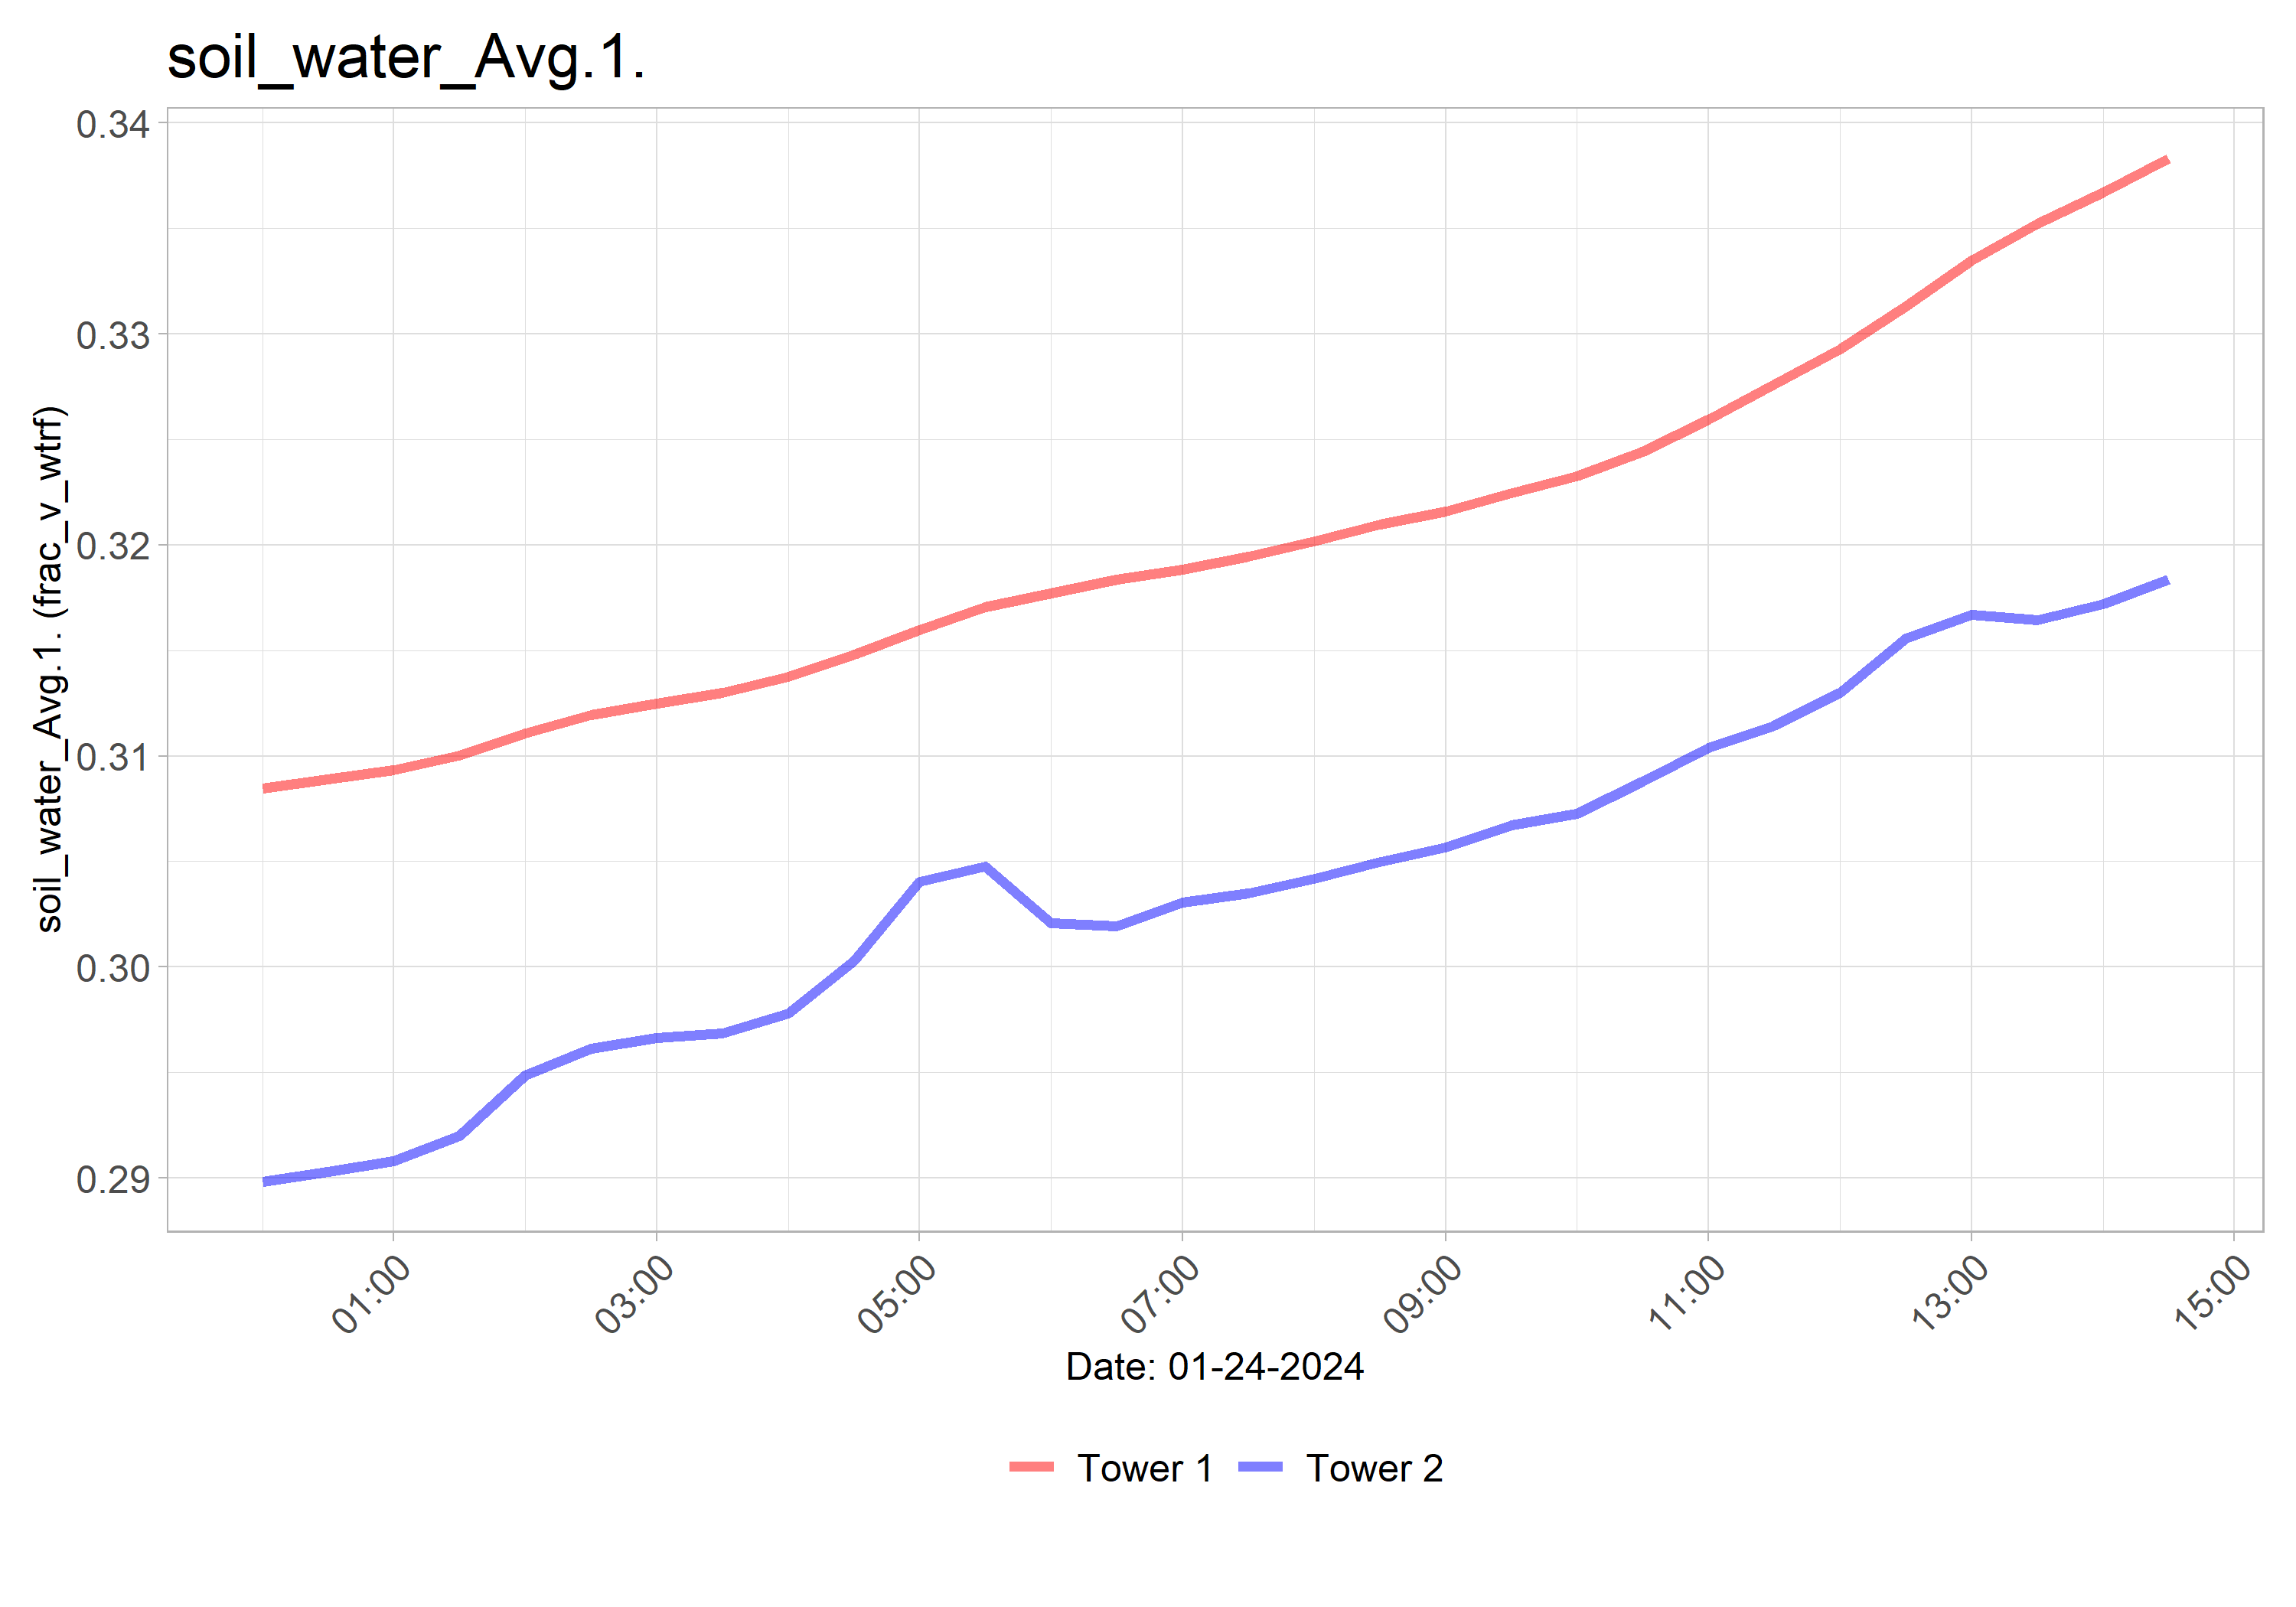 soil_water_Avg.1.
soil_water_Avg.1. (frac_v_wtrf)
0.34
0.33
0.32
0.31
0.30
0.29
01:00 03:00 05:00 07:00 09:00 11:00 13:00 15:00
Date: 01-24-2024
Tower 1 Tower 2